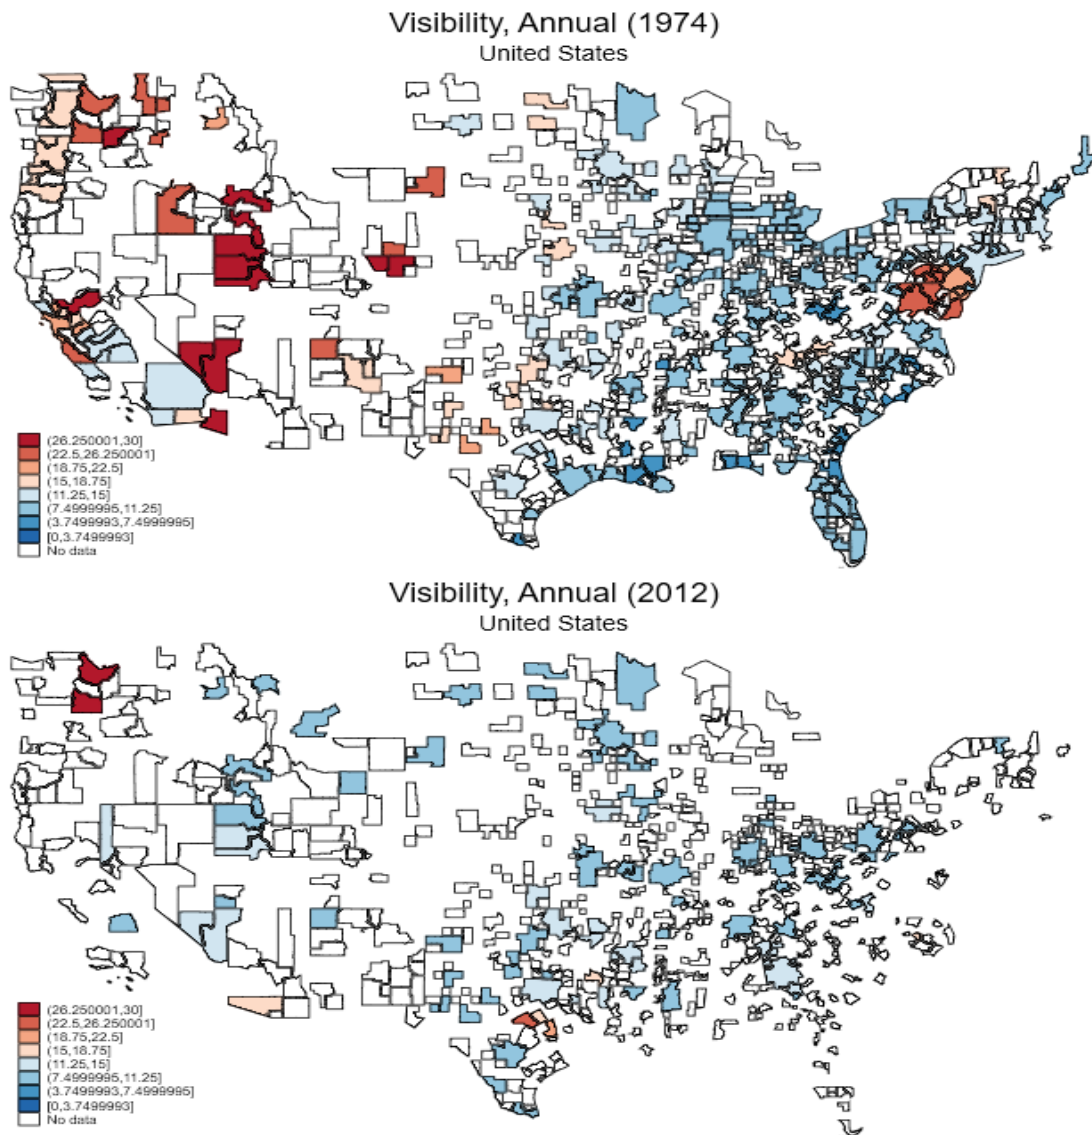 Visibility, Annual (1974)
United States
(26.250001,30]
(22.5,26.250001]
(18.75,22.5]
(15,18.75]
(11.25,15]
(7.4999995,11.25]
(3.7499993,7.4999995]
[0,3.7499993]
No data
Visibility, Annual (2012)
United States
(26.250001,30]
(22.5,26.250001]
(18.75,22.5]
(15,18.75]
(11.25,15]
(7.4999995,11.25]
(3.7499993,7.4999995]
[0,3.7499993]
No data